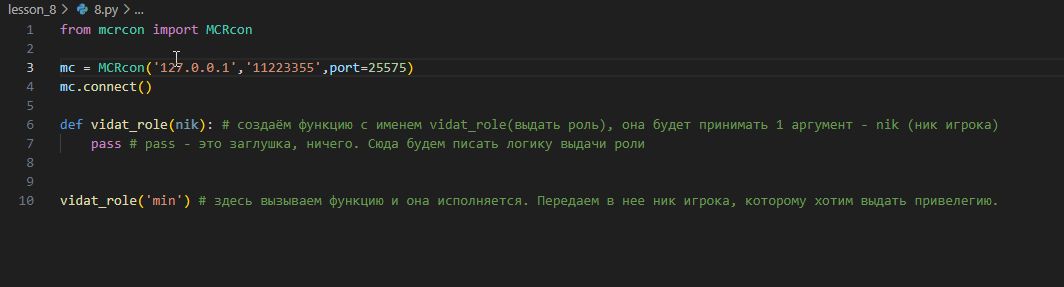 lesson_8 > 8.py > ...
1 from mcrcon import MCRcon
2
3 mc = MCRcon('127.0.0.1','11223355',port=25575)
4 mc.connect()
5
6 def vidat_role(nik): # создаём функцию с именем vidat_role(выдать роль), она будет принимать 1 аргумент - nik (ник игрока)
7 pass # pass - это заглушка, ничего. Сюда будем писать логику выдачи роли
8
9
10 vidat_role('min') # здесь вызываем функцию и она исполняется. Передаем в нее ник игрока, которому хотим выдать привелегию.